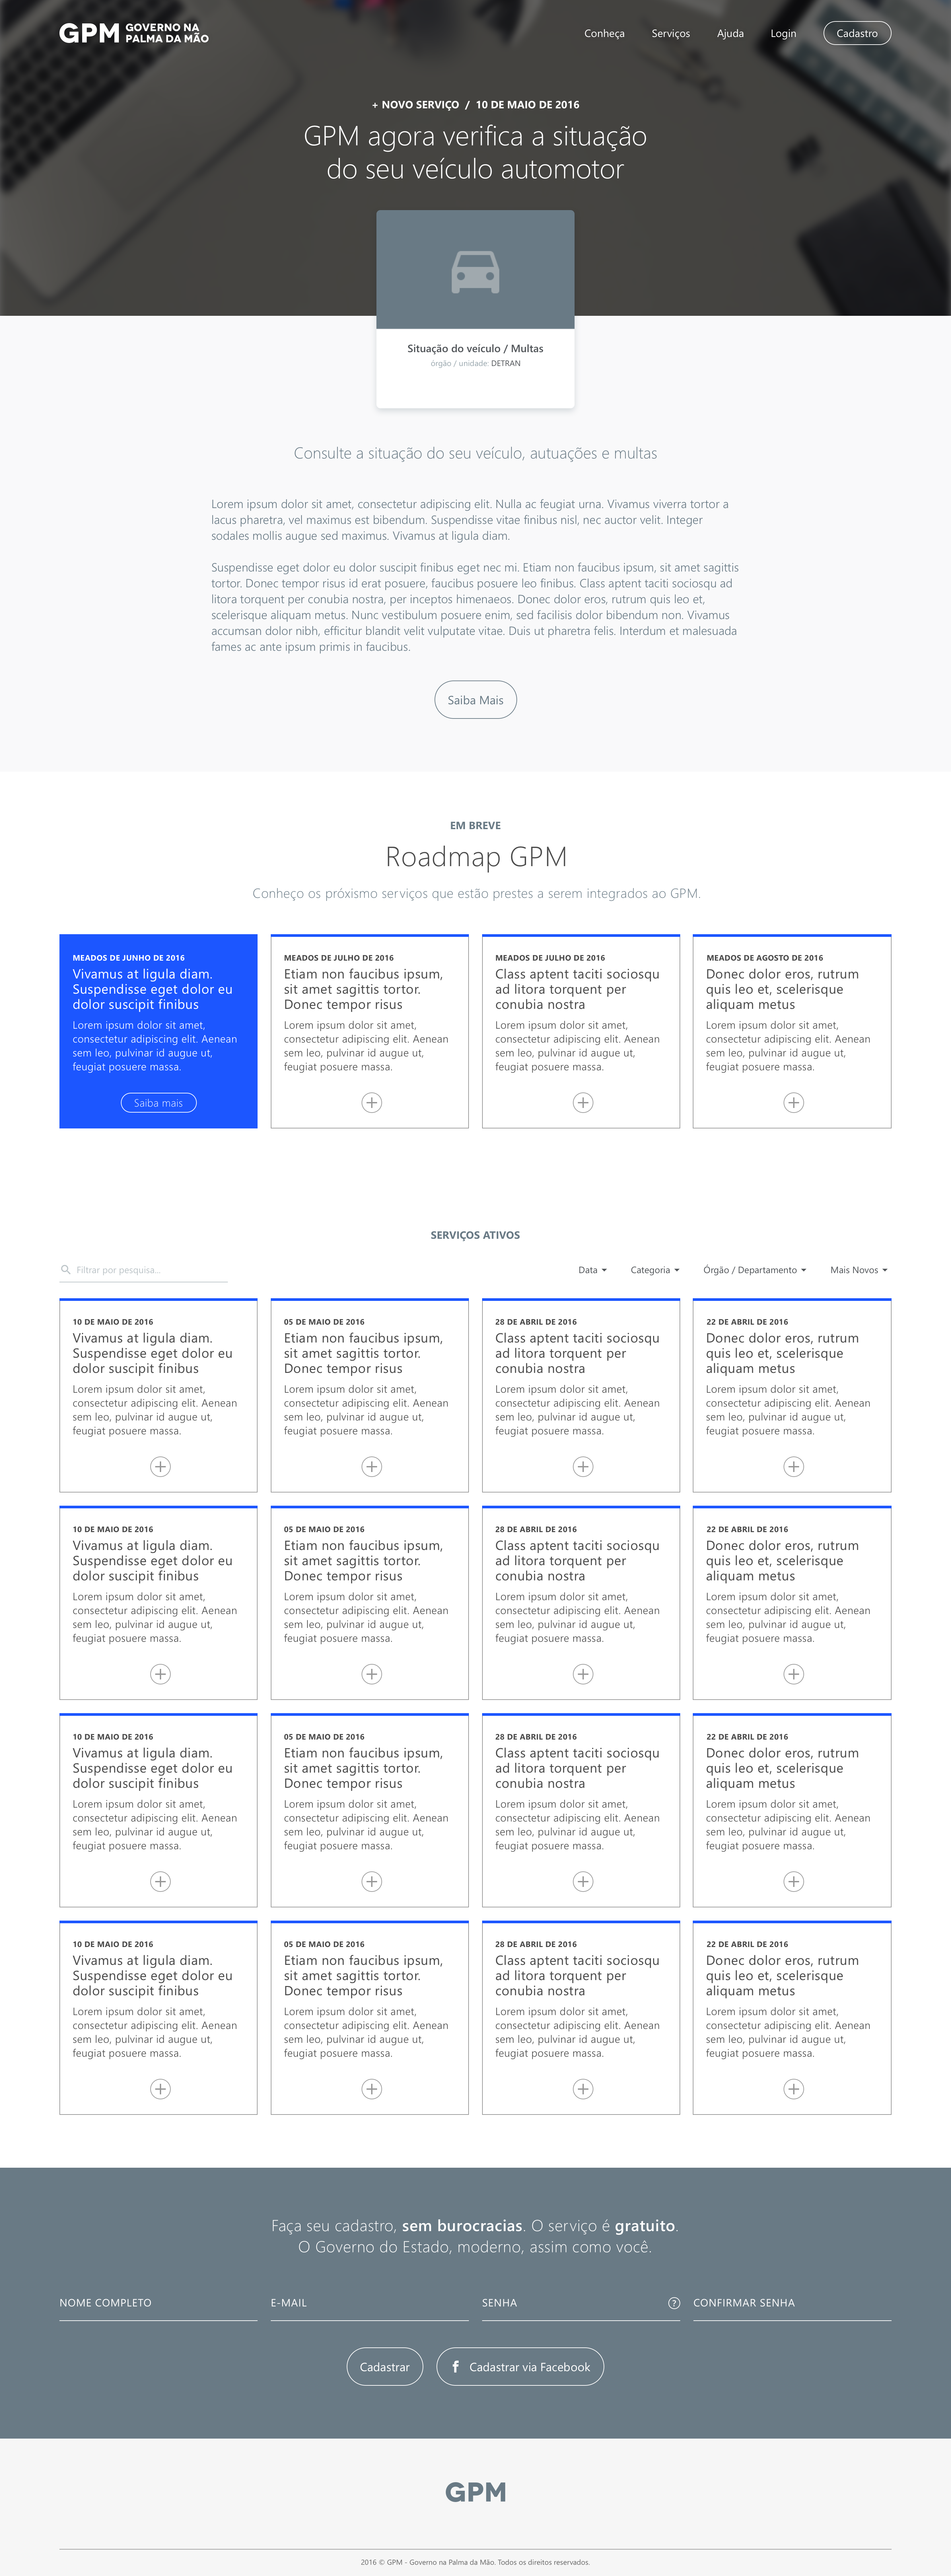 GPM GOVERNO NA
PALMA DA MÃO
Conheça Serviços Ajuda Login Cadastro
+ NOVO SERVIÇO / 10 DE MAIO DE 2016
GPM agora verifica a situação
do seu veículo automotor
Situação do veículo / Multas
órgão / unidade: DETRAN
Consulte a situação do seu veículo, autuações e multas
Lorem ipsum dolor sit amet, consectetur adipiscing elit. Nulla ac feugiat urna. Vivamus viverra tortor a
lacus pharetra, vel maximus est bibendum. Suspendisse vitae finibus nisl, nec auctor velit. Integer
sodales mollis augue sed maximus. Vivamus at ligula diam.
Suspendisse eget dolor eu dolor suscipit finibus eget nec mi. Etiam non faucibus ipsum, sit amet sagittis
tortor. Donec tempor risus id erat posuere, faucibus posuere leo finibus. Class aptent taciti sociosqu ad
litora torquent per conubia nostra, per inceptos himenaeos. Donec dolor eros, rutrum quis leo et,
scelerisque aliquam metus. Nunc vestibulum posuere enim, sed facilisis dolor bibendum non. Vivamus
accumsan dolor nibh, efficitur blandit velit vulputate vitae. Duis ut pharetra felis. Interdum et malesuada
fames ac ante ipsum primis in faucibus.
Saiba Mais
EM BREVE
Roadmap GPM
Conheço os próxismo serviços que estão prestes a serem integrados ao GPM.
MEADOS DE JUNHO DE 2016
Vivamus at ligula diam.
Suspendisse eget dolor eu
dolor suscipit finibus
Lorem ipsum dolor sit amet,
consectetur adipiscing elit. Aenean
sem leo, pulvinar id augue ut,
feugiat posuere massa.
Saiba mais
MEADOS DE JULHO DE 2016
Etiam non faucibus ipsum,
sit amet sagittis tortor.
Donec tempor risus
Lorem ipsum dolor sit amet,
consectetur adipiscing elit. Aenean
sem leo, pulvinar id augue ut,
feugiat posuere massa.
MEADOS DE JULHO DE 2016
Class aptent taciti sociosqu
ad litora torquent per
conubia nostra
Lorem ipsum dolor sit amet,
consectetur adipiscing elit. Aenean
sem leo, pulvinar id augue ut,
feugiat posuere massa.
MEADOS DE AGOSTO DE 2016
Donec dolor eros, rutrum
quis leo et, scelerisque
aliquam metus
Lorem ipsum dolor sit amet,
consectetur adipiscing elit. Aenean
sem leo, pulvinar id augue ut,
feugiat posuere massa.
SERVIÇOS ATIVOS
Filtrar por pesquisa...
Data Categoria Órgão / Departamento Mais Novos
10 DE MAIO DE 2016
Vivamus at ligula diam.
Suspendisse eget dolor eu
dolor suscipit finibus
Lorem ipsum dolor sit amet,
consectetur adipiscing elit. Aenean
sem leo, pulvinar id augue ut,
feugiat posuere massa.
05 DE MAIO DE 2016
Etiam non faucibus ipsum,
sit amet sagittis tortor.
Donec tempor risus
Lorem ipsum dolor sit amet,
consectetur adipiscing elit. Aenean
sem leo, pulvinar id augue ut,
feugiat posuere massa.
28 DE ABRIL DE 2016
Class aptent taciti sociosqu
ad litora torquent per
conubia nostra
Lorem ipsum dolor sit amet,
consectetur adipiscing elit. Aenean
sem leo, pulvinar id augue ut,
feugiat posuere massa.
22 DE ABRIL DE 2016
Donec dolor eros, rutrum
quis leo et, scelerisque
aliquam metus
Lorem ipsum dolor sit amet,
consectetur adipiscing elit. Aenean
sem leo, pulvinar id augue ut,
feugiat posuere massa.
10 DE MAIO DE 2016
Vivamus at ligula diam.
Suspendisse eget dolor eu
dolor suscipit finibus
Lorem ipsum dolor sit amet,
consectetur adipiscing elit. Aenean
sem leo, pulvinar id augue ut,
feugiat posuere massa.
05 DE MAIO DE 2016
Etiam non faucibus ipsum,
sit amet sagittis tortor.
Donec tempor risus
Lorem ipsum dolor sit amet,
consectetur adipiscing elit. Aenean
sem leo, pulvinar id augue ut,
feugiat posuere massa.
28 DE ABRIL DE 2016
Class aptent taciti sociosqu
ad litora torquent per
conubia nostra
Lorem ipsum dolor sit amet,
consectetur adipiscing elit. Aenean
sem leo, pulvinar id augue ut,
feugiat posuere massa.
22 DE ABRIL DE 2016
Donec dolor eros, rutrum
quis leo et, scelerisque
aliquam metus
Lorem ipsum dolor sit amet,
consectetur adipiscing elit. Aenean
sem leo, pulvinar id augue ut,
feugiat posuere massa.
10 DE MAIO DE 2016
Vivamus at ligula diam.
Suspendisse eget dolor eu
dolor suscipit finibus
Lorem ipsum dolor sit amet,
consectetur adipiscing elit. Aenean
sem leo, pulvinar id augue ut,
feugiat posuere massa.
05 DE MAIO DE 2016
Etiam non faucibus ipsum,
sit amet sagittis tortor.
Donec tempor risus
Lorem ipsum dolor sit amet,
consectetur adipiscing elit. Aenean
sem leo, pulvinar id augue ut,
feugiat posuere massa.
28 DE ABRIL DE 2016
Class aptent taciti sociosqu
ad litora torquent per
conubia nostra
Lorem ipsum dolor sit amet,
consectetur adipiscing elit. Aenean
sem leo, pulvinar id augue ut,
feugiat posuere massa.
22 DE ABRIL DE 2016
Donec dolor eros, rutrum
quis leo et, scelerisque
aliquam metus
Lorem ipsum dolor sit amet,
consectetur adipiscing elit. Aenean
sem leo, pulvinar id augue ut,
feugiat posuere massa.
10 DE MAIO DE 2016
Vivamus at ligula diam.
Suspendisse eget dolor eu
dolor suscipit finibus
Lorem ipsum dolor sit amet,
consectetur adipiscing elit. Aenean
sem leo, pulvinar id augue ut,
feugiat posuere massa.
05 DE MAIO DE 2016
Etiam non faucibus ipsum,
sit amet sagittis tortor.
Donec tempor risus
Lorem ipsum dolor sit amet,
consectetur adipiscing elit. Aenean
sem leo, pulvinar id augue ut,
feugiat posuere massa.
28 DE ABRIL DE 2016
Class aptent taciti sociosqu
ad litora torquent per
conubia nostra
Lorem ipsum dolor sit amet,
consectetur adipiscing elit. Aenean
sem leo, pulvinar id augue ut,
feugiat posuere massa.
22 DE ABRIL DE 2016
Donec dolor eros, rutrum
quis leo et, scelerisque
aliquam metus
Lorem ipsum dolor sit amet,
consectetur adipiscing elit. Aenean
sem leo, pulvinar id augue ut,
feugiat posuere massa.
Faça seu cadastro, sem burocracias. O serviço é gratuito.
O Governo do Estado, moderno, assim como você.
NOME COMPLETO E-MAIL SENHA ? CONFIRMAR SENHA
Cadastrar f Cadastrar via Facebook
GPM
2016 © GPM - Governo na Palma da Mão. Todos os direitos reservados.